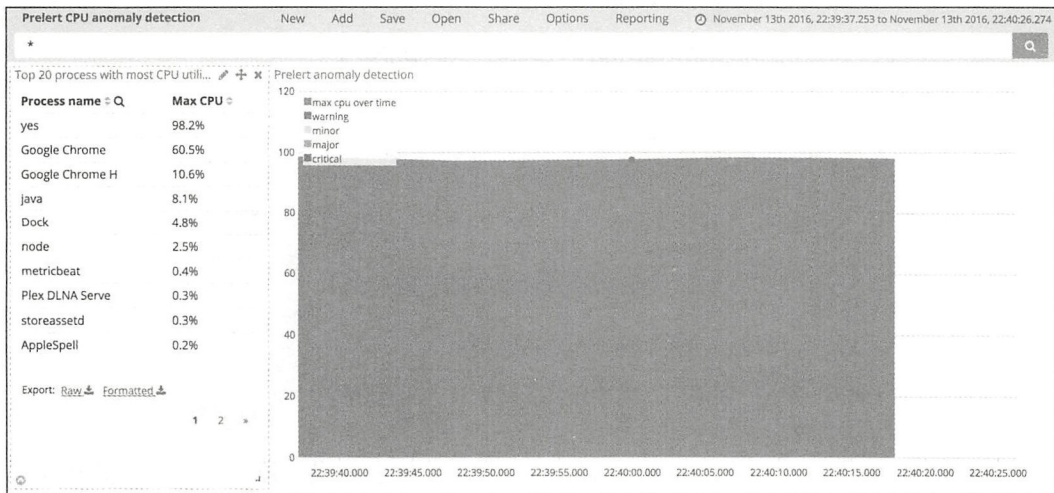 Prelert CPU anomaly detection
New Add Save Open Share Options Reporting November 13th 2016, 22:39:37.253 to November 13th 2016, 22:40:26.274
*
Top 20 process with most CPU utili...
Process name Max CPU
yes 98.2%
Google Chrome 60.5%
Google Chrome H 10.6%
java 8.1%
Dock 4.8%
node 2.5%
metricbeat 0.4%
Plex DLNA Serve 0.3%
storeassetd 0.3%
AppleSpell 0.2%
Export: Raw Formatted
1 2 »
Prelert anomaly detection
max cpu over time
warning
minor
major
critical
120
100
80
60
40
20
0
22:39:40.000 22:39:45.000 22:39:50.000 22:39:55.000 22:40:00.000 22:40:05.000 22:40:10.000 22:40:15.000 22:40:20.000 22:40:25.000